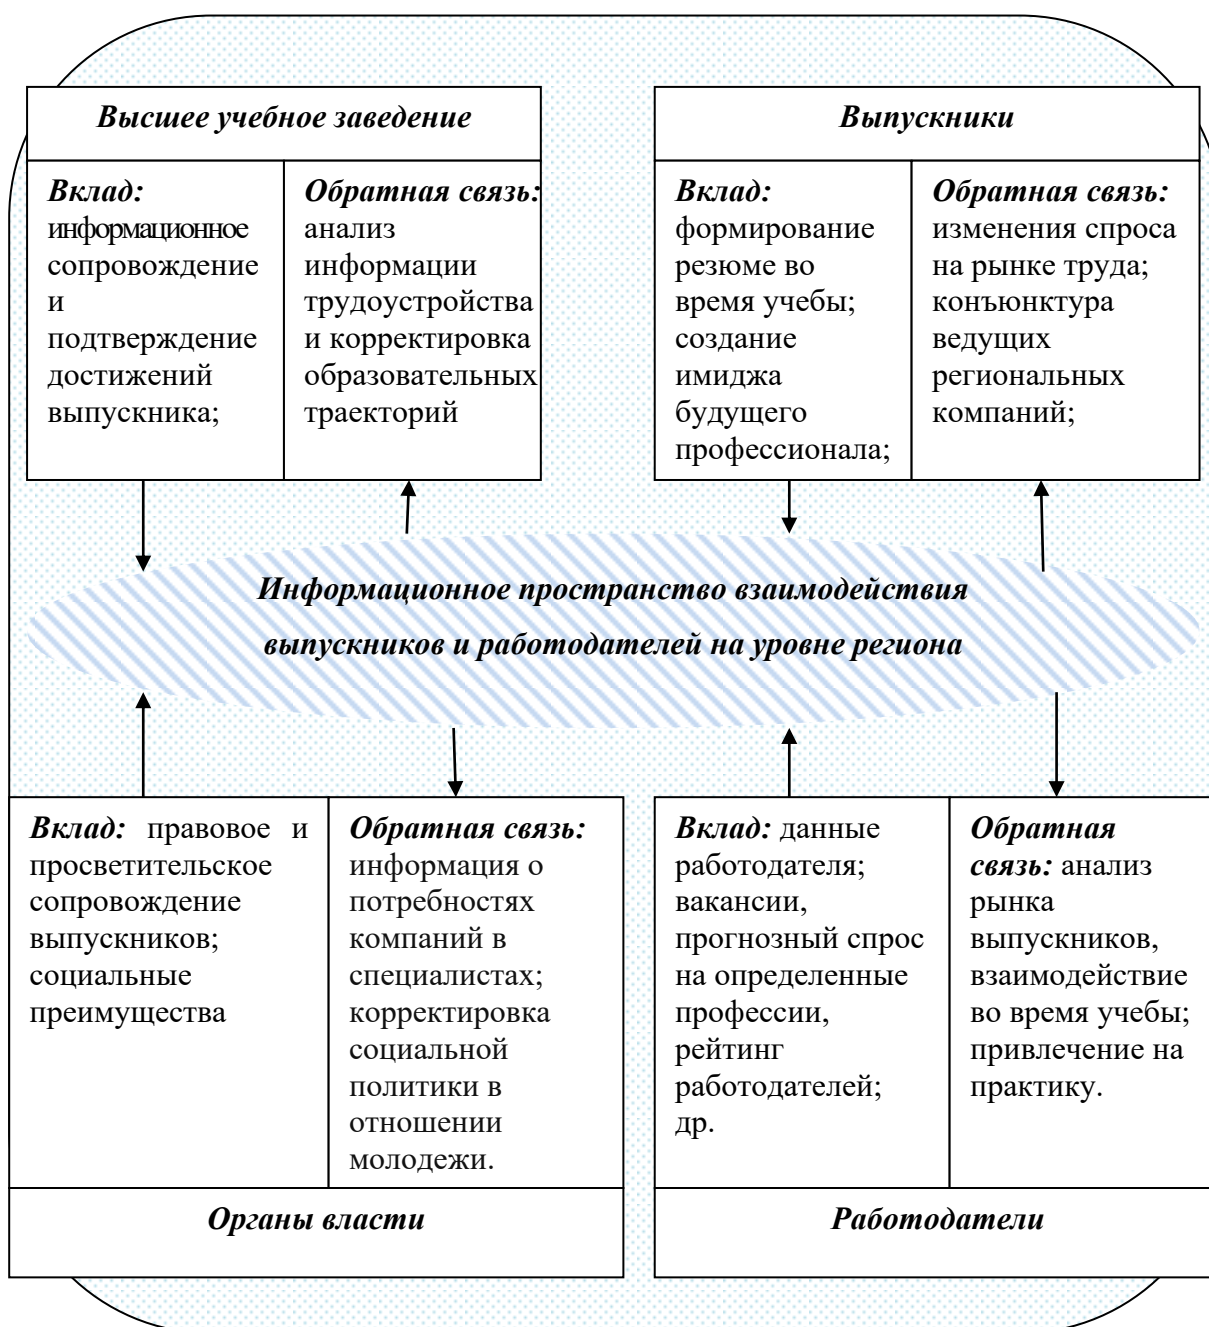 Высшее учебное заведение
Вклад:
информационное
сопровождение
и
подтверждение
достижений
выпускника;
Обратная связь:
анализ
информации
трудоустройства
и корректировка
образовательных
траекторий
Выпускники
Вклад:
формирование
резюме во
время учебы;
создание
имиджа
будущего
профессионала;
Обратная связь:
изменения спроса
на рынке труда;
конъюнктура
ведущих
региональных
компаний;
Информационное пространство взаимодействия
выпускников и работодателей на уровне региона
Вклад: правовое и
просветительское
сопровождение
выпускников;
социальные
преимущества
Обратная связь:
информация о
потребностях
компаний в
специалистах;
корректировка
социальной
политики в
отношении
молодежи.
Органы власти
Вклад: данные
работодателя;
вакансии,
прогнозный спрос
на определенные
профессии,
рейтинг
работодателей;
др.
Обратная
связь: анализ
рынка
выпускников,
взаимодействие
во время учебы;
привлечение на
практику.
Работодатели